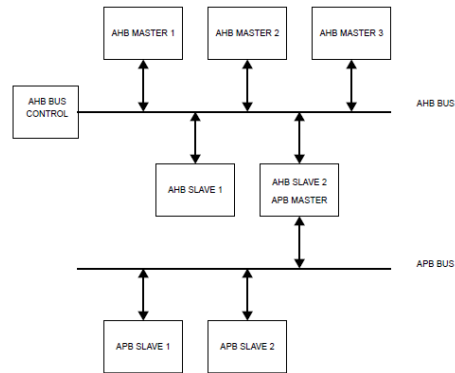 AHB MASTER 1
AHB MASTER 2
AHB MASTER 3
AHB BUS
CONTROL
AHB BUS
AHB SLAVE 1
AHB SLAVE 2
APB MASTER
APB BUS
APB SLAVE 1
APB SLAVE 2